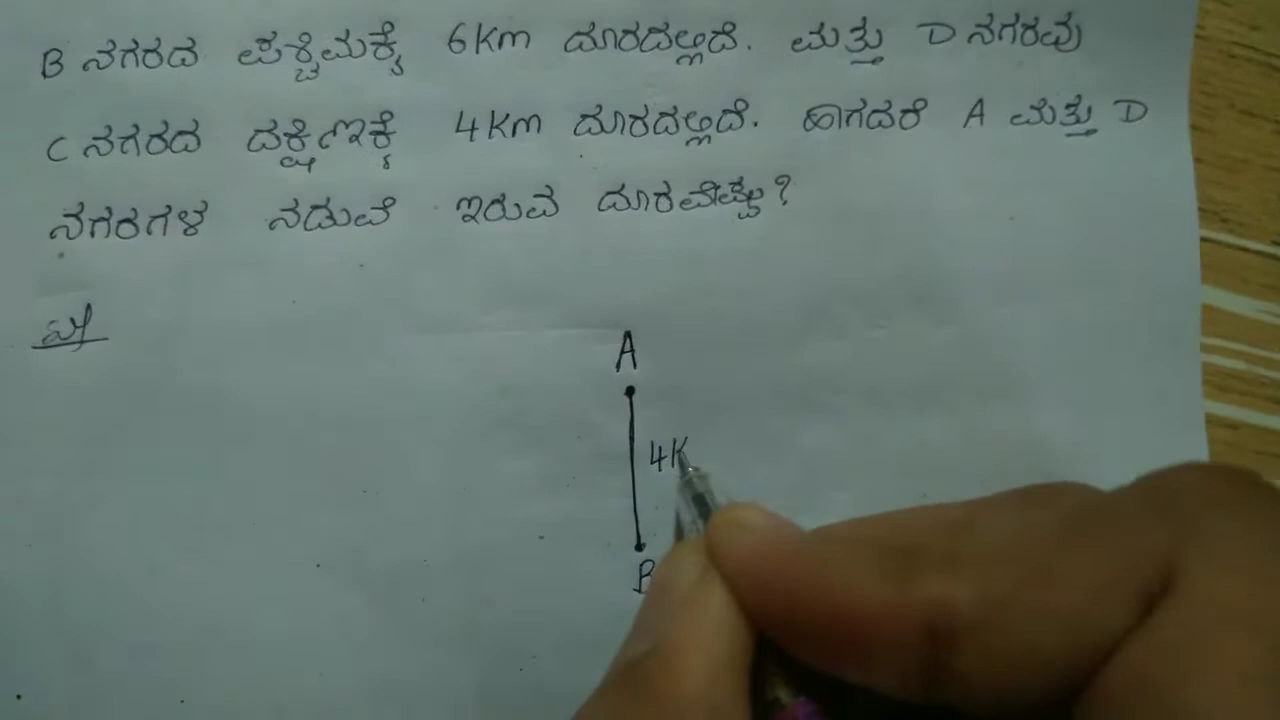 B ನಗರದ ಪಶ್ಚಿಮಕ್ಕೆ 6Km ದೂರದಲ್ಲಿದೆ. ಮತ್ತು D ನಗರವು
C ನಗರದ ದಕ್ಷಿಣಕ್ಕೆ 4Km ದೂರದಲ್ಲಿದೆ. ಹಾಗದರೆ A ಮತ್ತು D
ನಗರಗಳ ನಡುವೆ ಇರುವ ದೂರವೇಷ್ಟು?
A
4K
B